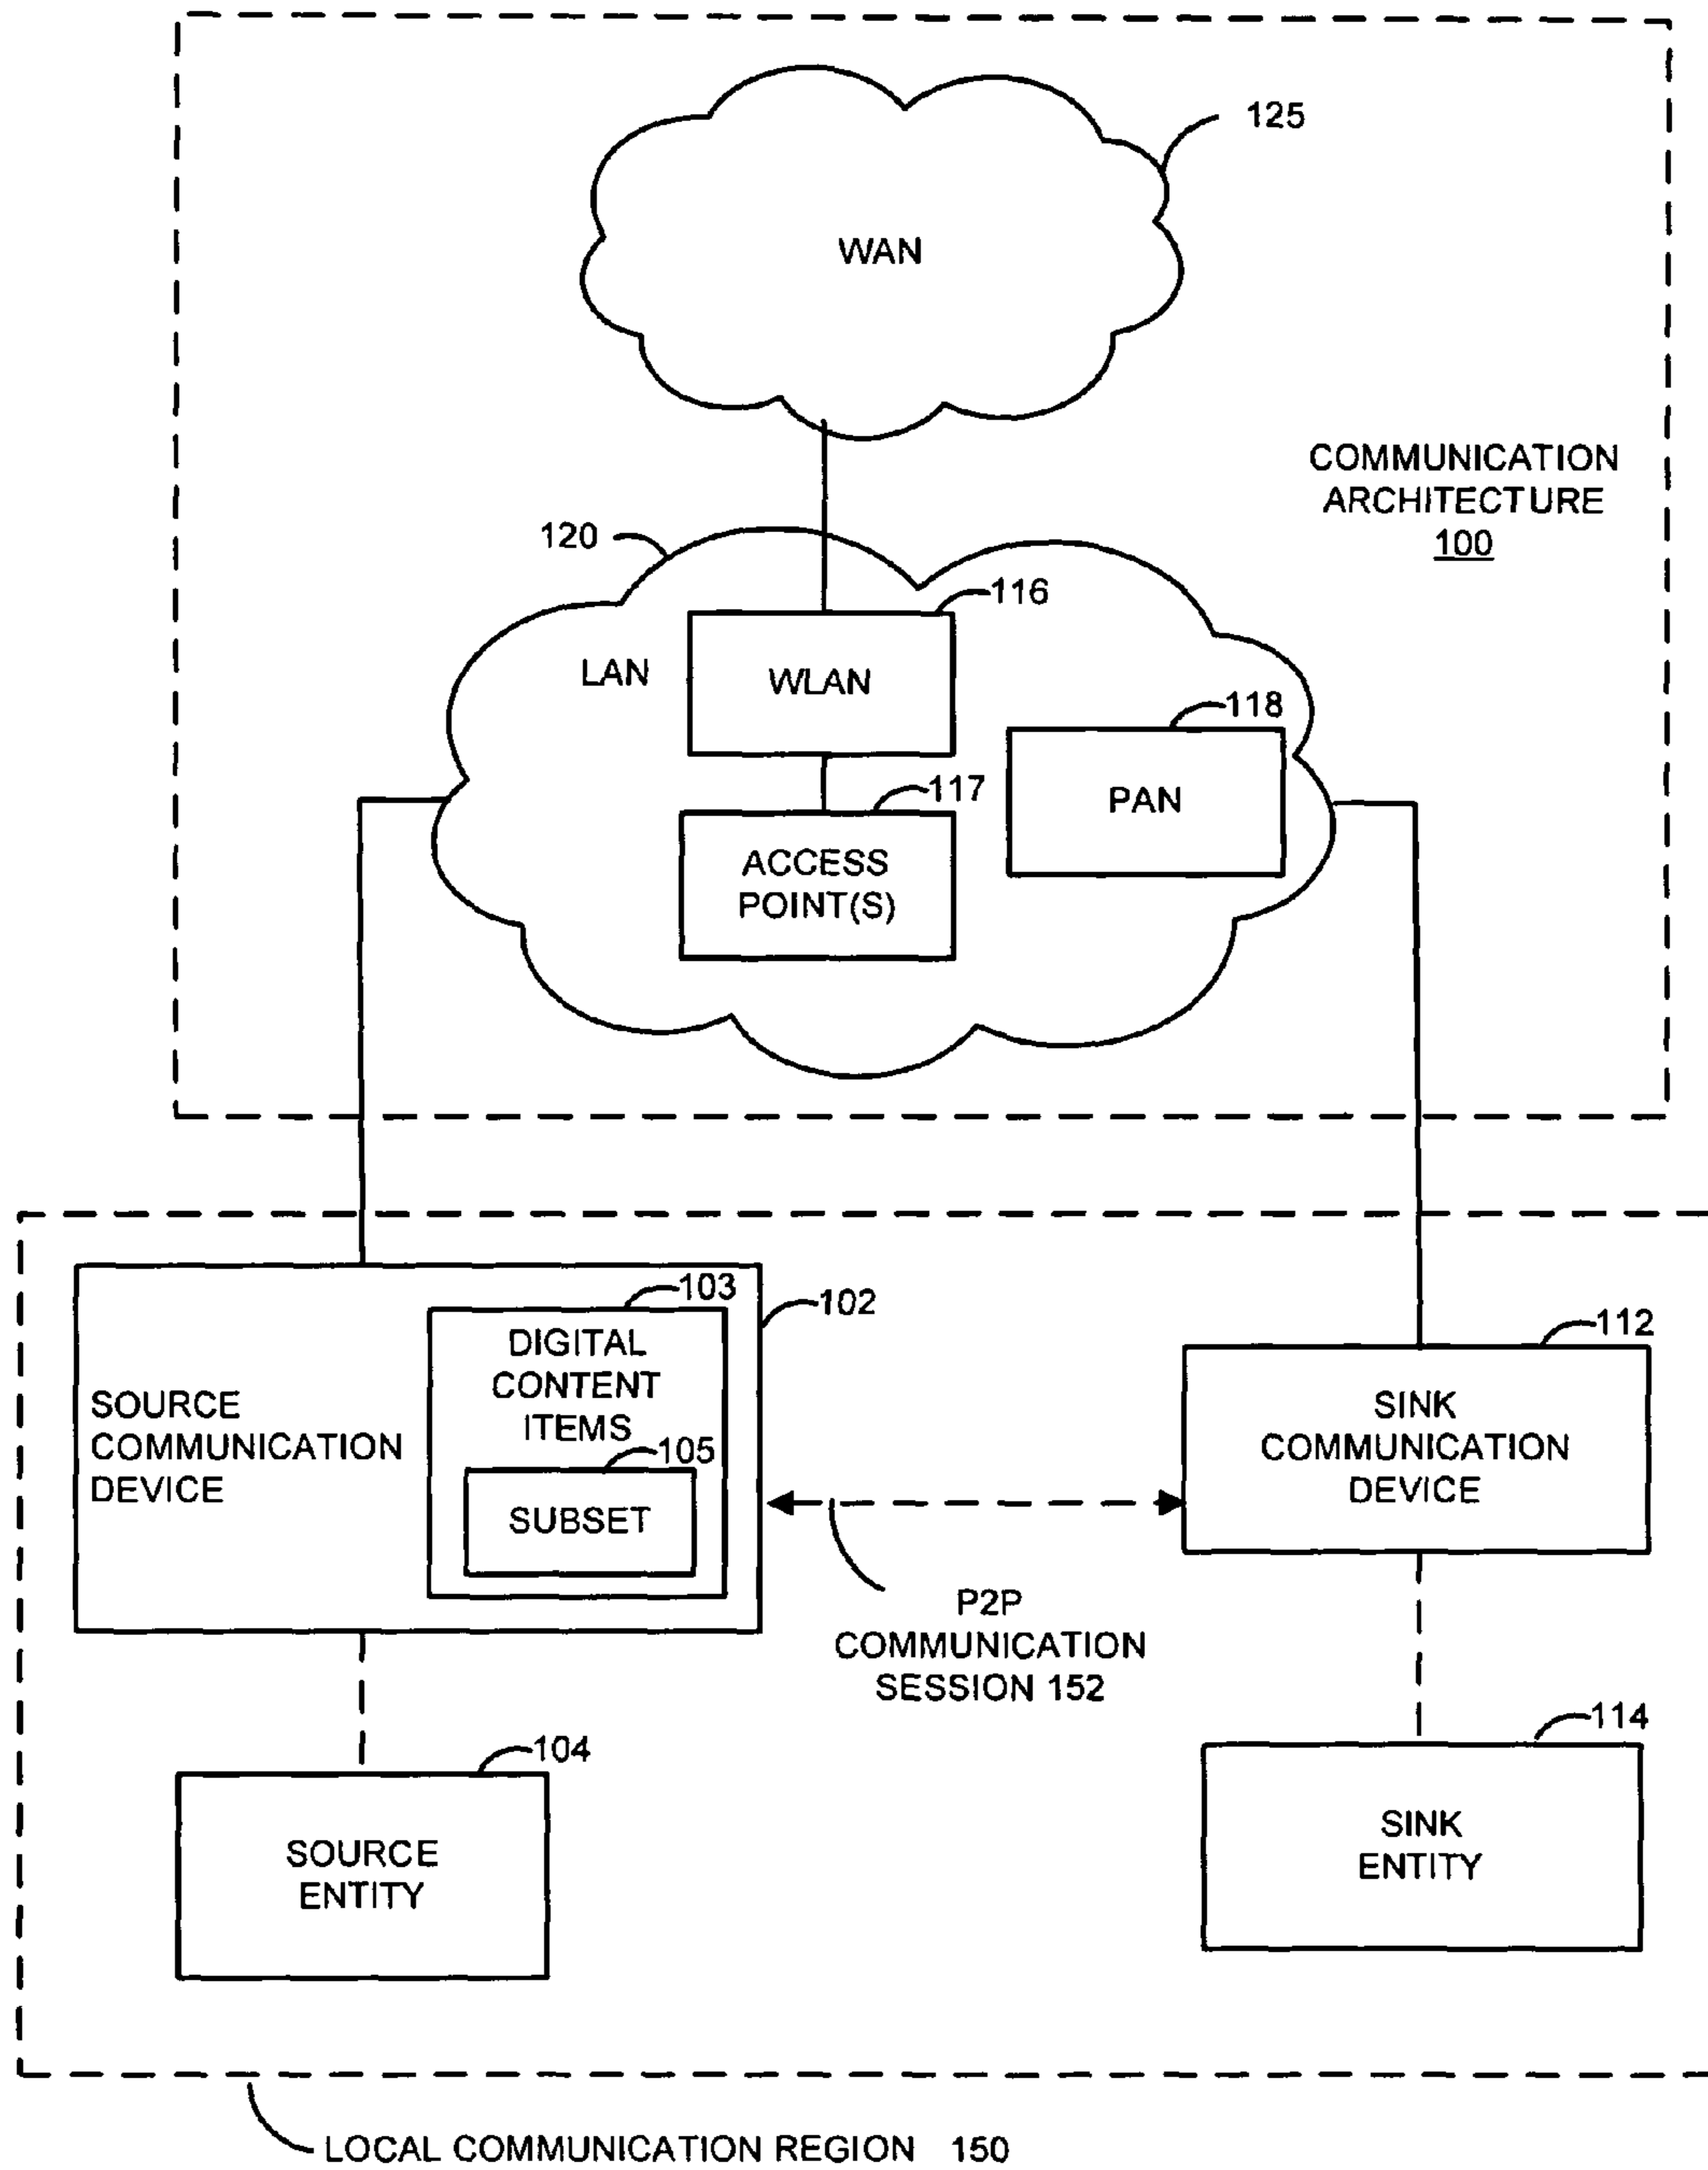 125
WAN
COMMUNICATION
ARCHITECTURE
100
120
116
LAN
WLAN
118
PAN
117
ACCESS
POINT(S)
103
102
DIGITAL
CONTENT
ITEMS
112
SOURCE
COMMUNICATION
DEVICE
105
SUBSET
SINK
COMMUNICATION
DEVICE
P2P
COMMUNICATION
SESSION 152
104
SOURCE
ENTITY
114
SINK
ENTITY
LOCAL COMMUNICATION REGION 150